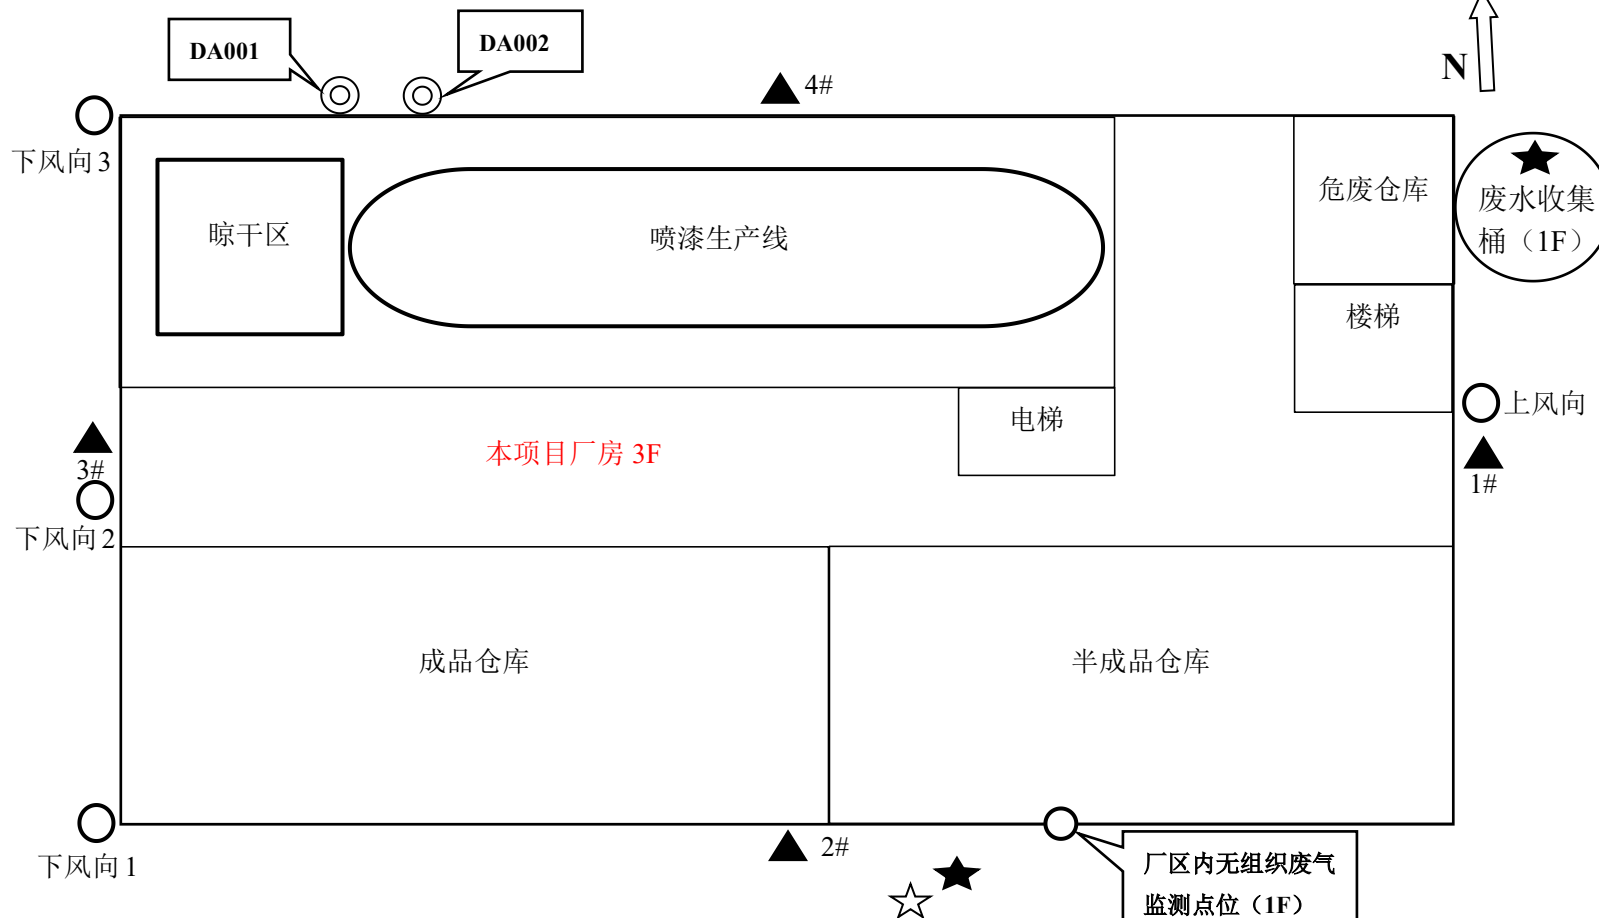 DA001
DA002
4#
N
下风向 3
危废仓库
废水收集
桶（1F）
晾干区
喷漆生产线
楼梯
上风向
电梯
本项目厂房 3F
3#
1#
下风向 2
成品仓库
半成品仓库
2#
下风向 1
厂区内无组织废气
监测点位（1F）